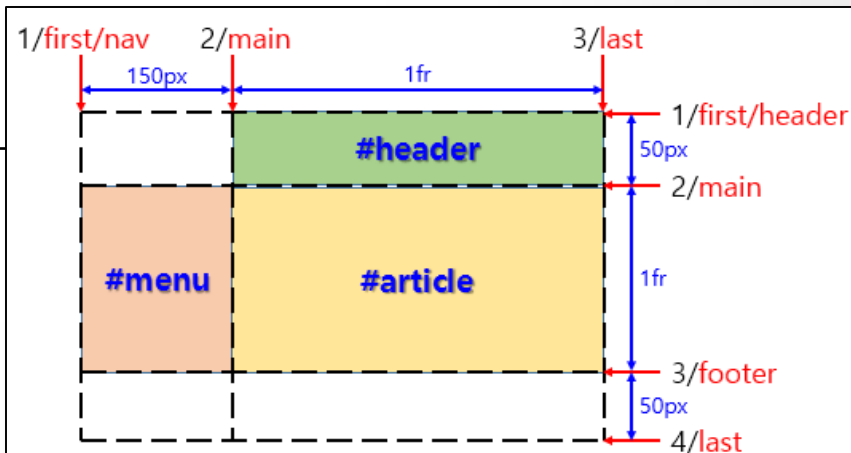 1/first/nav 2/main 3/last
150px 1fr
1/first/header
#header
50px
2/main
#menu #article
1fr
3/footer
50px
4/last